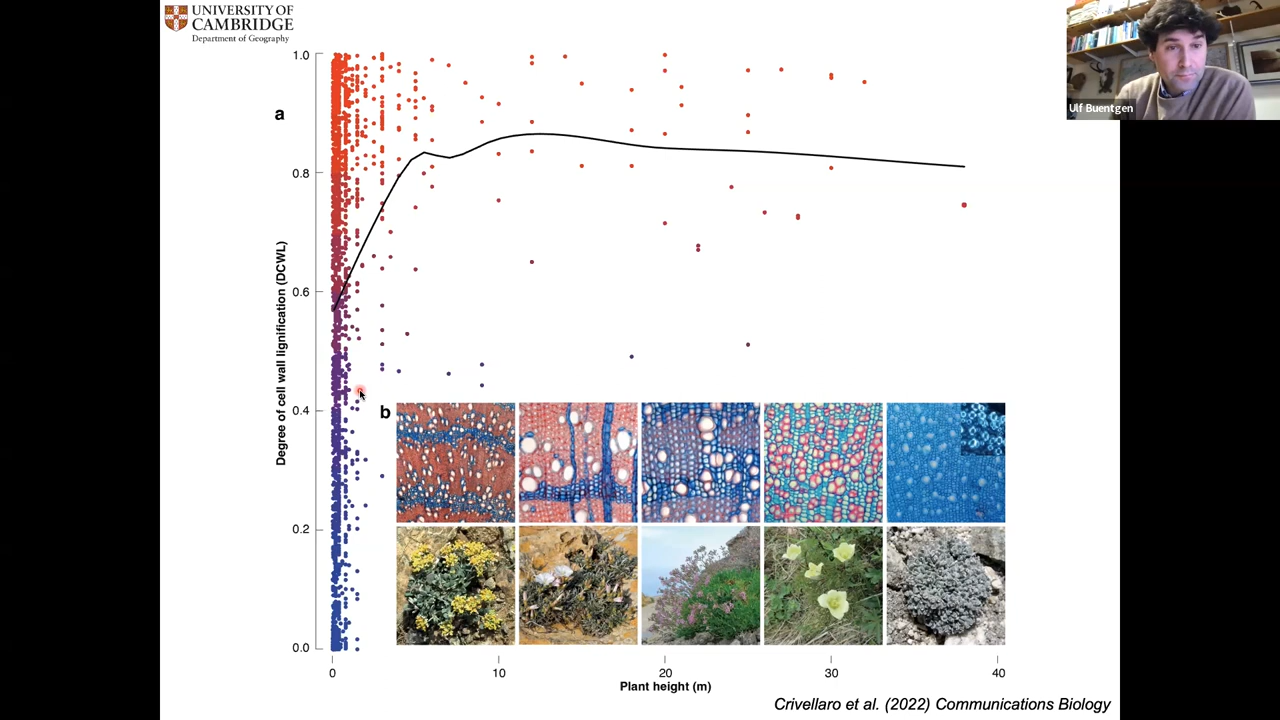 UNIVERSITY OF
CAMBRIDGE
Department of Geography
Ulf Buentgen
a
1.0
0.8
0.6
0.4
0.2
0.0
Degree of cell wall lignification (DCWL)
b
0
10
20
30
40
Plant height (m)
Crivellaro et al. (2022) Communications Biology